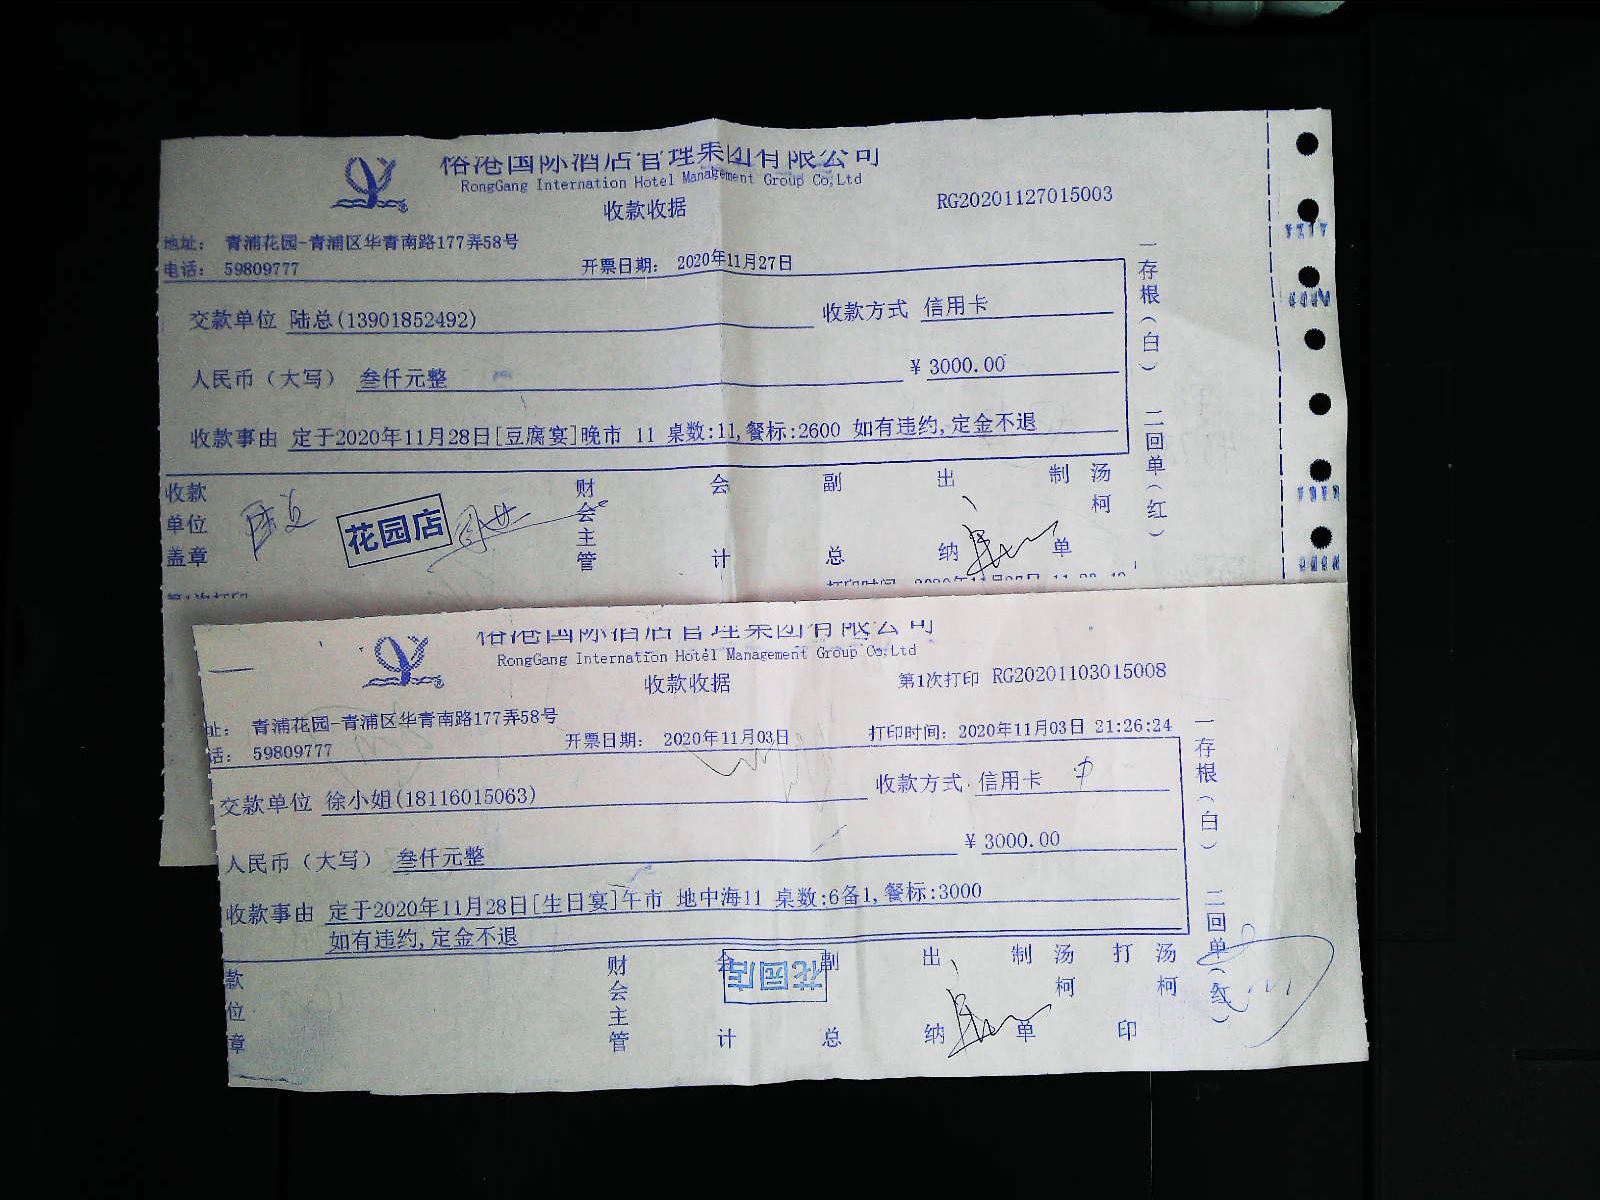 俗港国际酒店管理集团有限公司
RongGang Internation Hotel Management Group Co,Ltd
收款收据
RG20201127015003
地址： 青浦花园-青浦区华青南路177弄58号
电话： 59809777
开票日期： 2020年11月27日
交款单位 陆总(13901852492)
收款方式 信用卡
人民币（大写） 叁仟元整
¥ 3000.00
收款事由 定于2020年11月28日[豆腐宴]晚市 11 桌数:11,餐标:2600 如有违约,定金不退
一存根（白） 二回单（红）
收款单位盖章
花园店
财会主管
会计
副总
出纳
制单
汤柯
打印时间
俗港国际酒店管理集团有限公司
RongGang Internation Hotel Management Group Co,Ltd
收款收据
第1次打印 RG20201103015008
址： 青浦花园-青浦区华青南路177弄58号
话： 59809777
开票日期： 2020年11月03日
打印时间：2020年11月03日 21:26:24
交款单位 徐小姐(18116015063)
收款方式 信用卡
人民币（大写） 叁仟元整
¥ 3000.00
收款事由 定于2020年11月28日[生日宴]午市 地中海11 桌数:6备1,餐标:3000
如有违约,定金不退
一存根（白） 二回单（红）
款位章
财会主管
会计
花园店
副总
出纳
制单
汤柯
打印
汤柯